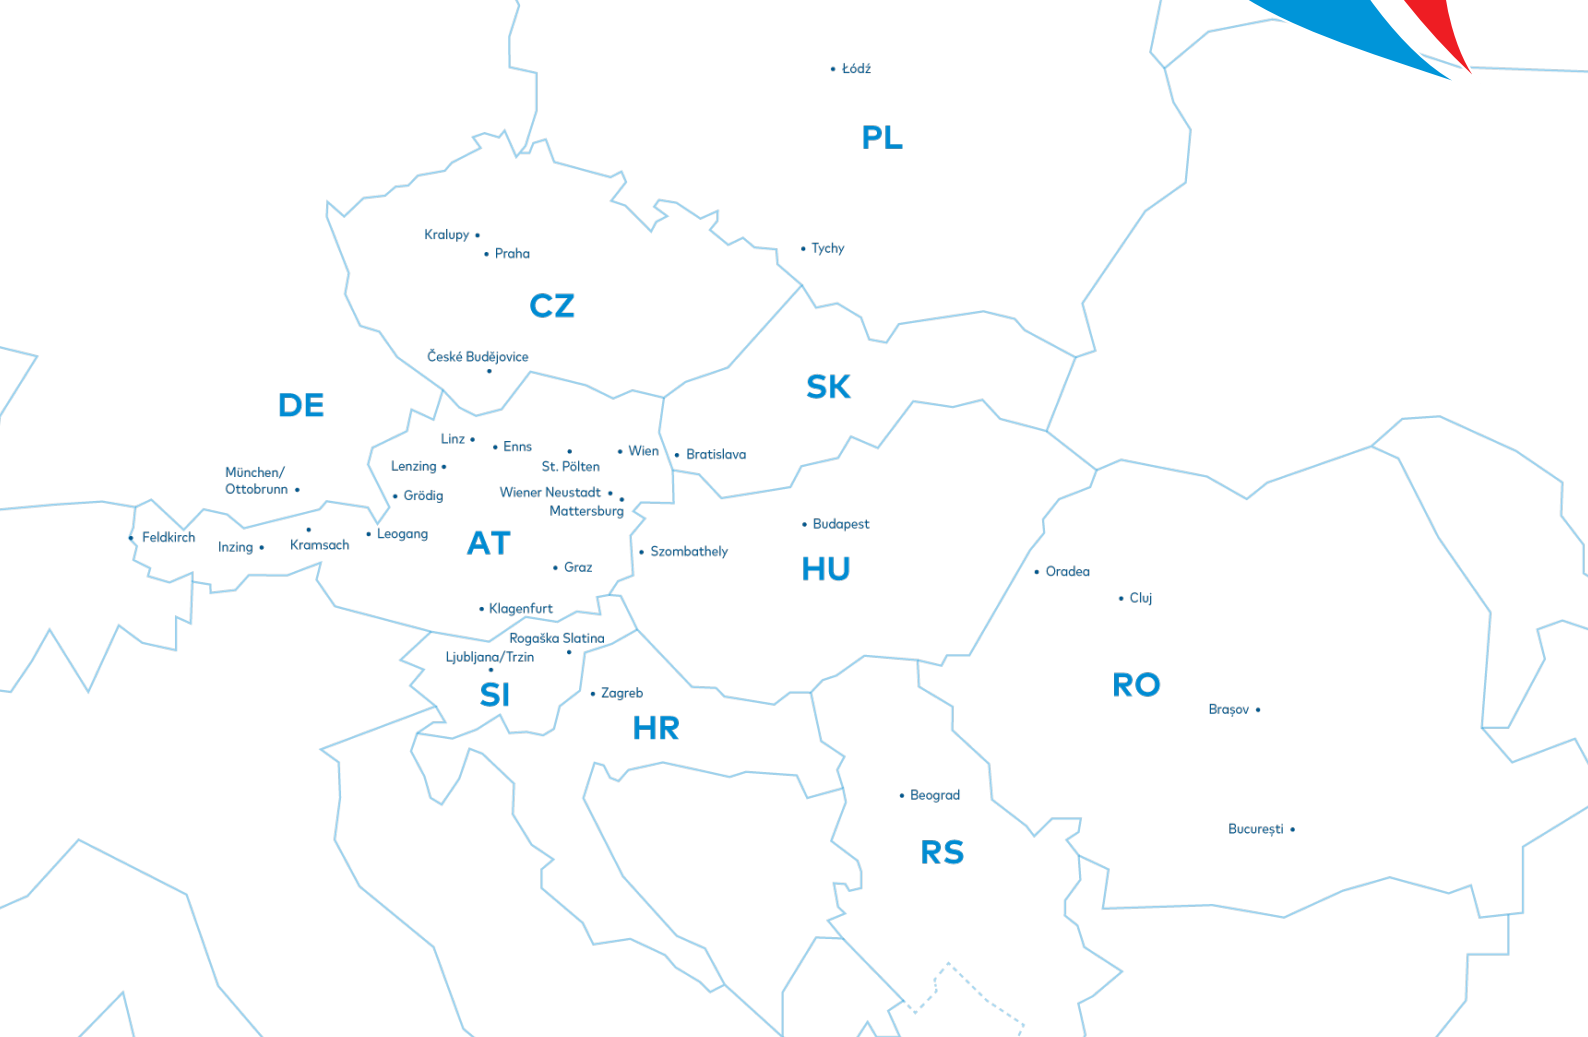 Łódź
PL
Kralupy
Praha
Tychy
CZ
České Budějovice
SK
DE
Linz
Enns
St. Pölten
Wien
Bratislava
Lenzing
München/
Ottobrunn
Grödig
Wiener Neustadt
Mattersburg
Feldkirch
Inzing
Kramsach
Leogang
AT
Budapest
Szombathely
HU
Graz
Oradea
Cluj
Klagenfurt
Rogaška Slatina
Ljubljana/Trzin
SI
Zagreb
HR
RO
Brașov
Beograd
București
RS